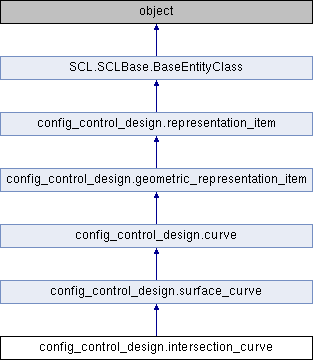 object
SCL.SCLBase.BaseEntityClass
config_control_design.representation_item
config_control_design.geometric_representation_item
config_control_design.curve
config_control_design.surface_curve
config_control_design.intersection_curve